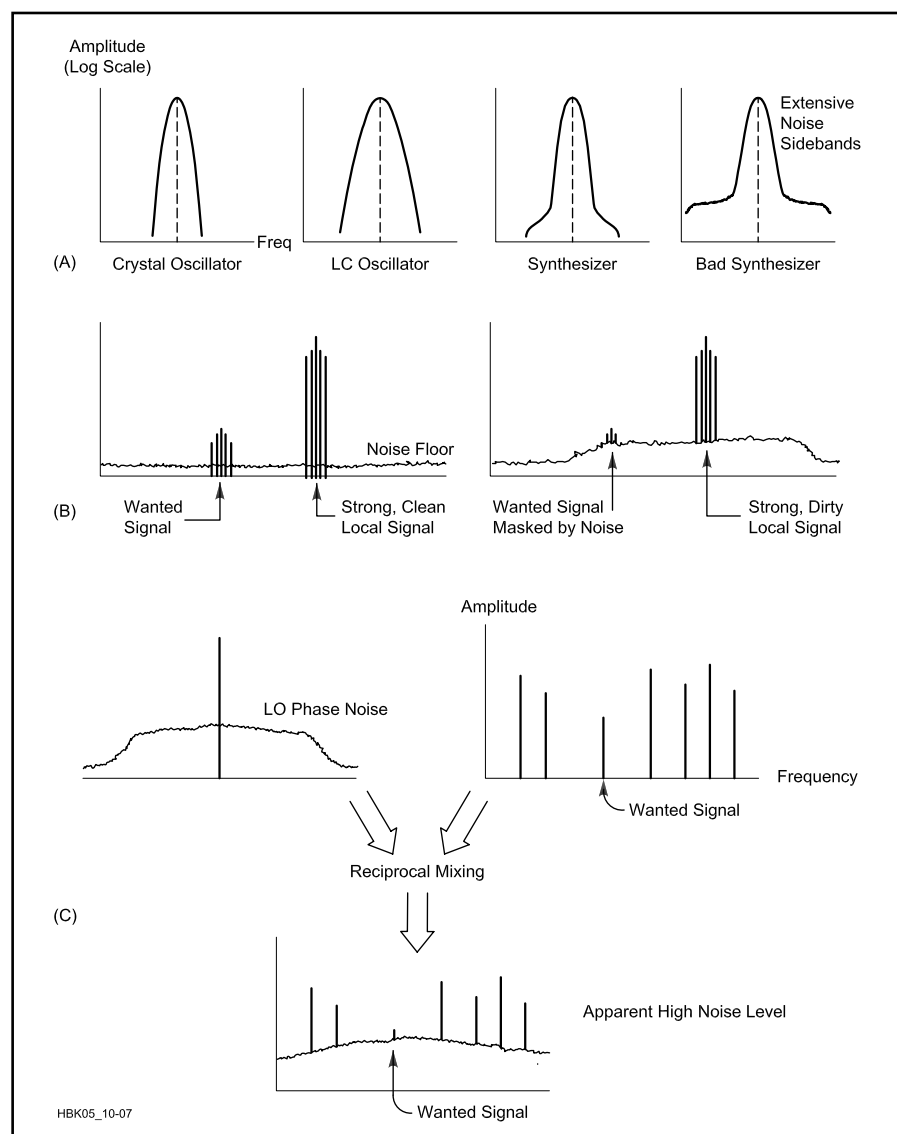 Amplitude
(Log Scale)
Extensive
Noise
Sidebands
Freq
(A)
Crystal Oscillator
LC Oscillator
Synthesizer
Bad Synthesizer
Noise Floor
(B)
Wanted
Signal
Strong, Clean
Local Signal
Wanted Signal
Masked by Noise
Strong, Dirty
Local Signal
Amplitude
LO Phase Noise
Frequency
Wanted Signal
Reciprocal Mixing
(C)
Apparent High Noise Level
Wanted Signal
HBK05_10-07